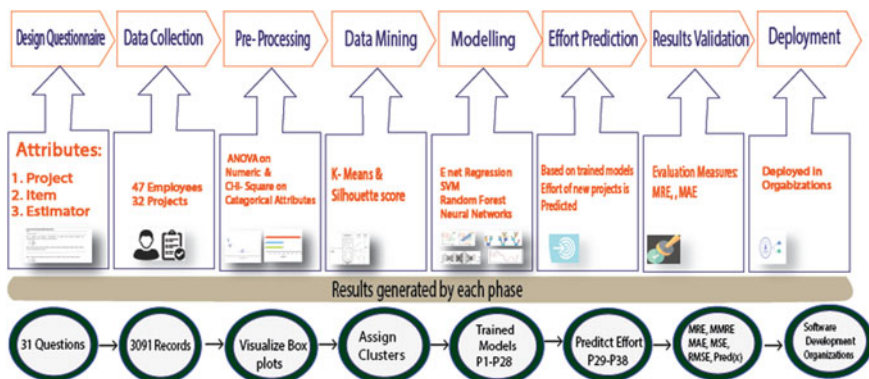 Design Questionnaire
Data Collection
Pre-Processing
Data Mining
Modelling
Effort Prediction
Results Validation
Deployment
Attributes:
1. Project
2. Item
3. Estimator
47 Employees
32 Projects
ANOVA on
Numeric &
CHI- Square on
Categorical Attributes
K- Means &
Silhouette score
E net Regression
SVM
Random Forest
Neural Networks
Based on trained models
Effort of new projects is
Predicted
Evaluation Measures:
MRE, , MAE
Deployed in
Orgabizations
Results generated by each phase
31 Questions
3091 Records
Visualize Box
plots
Assign
Clusters
Trained
Models
P1-P28
Preditct Effort
P29-P38
MRE, MMRE
MAE, MSE,
RMSE, Pred(x)
Software
Development
Organizations